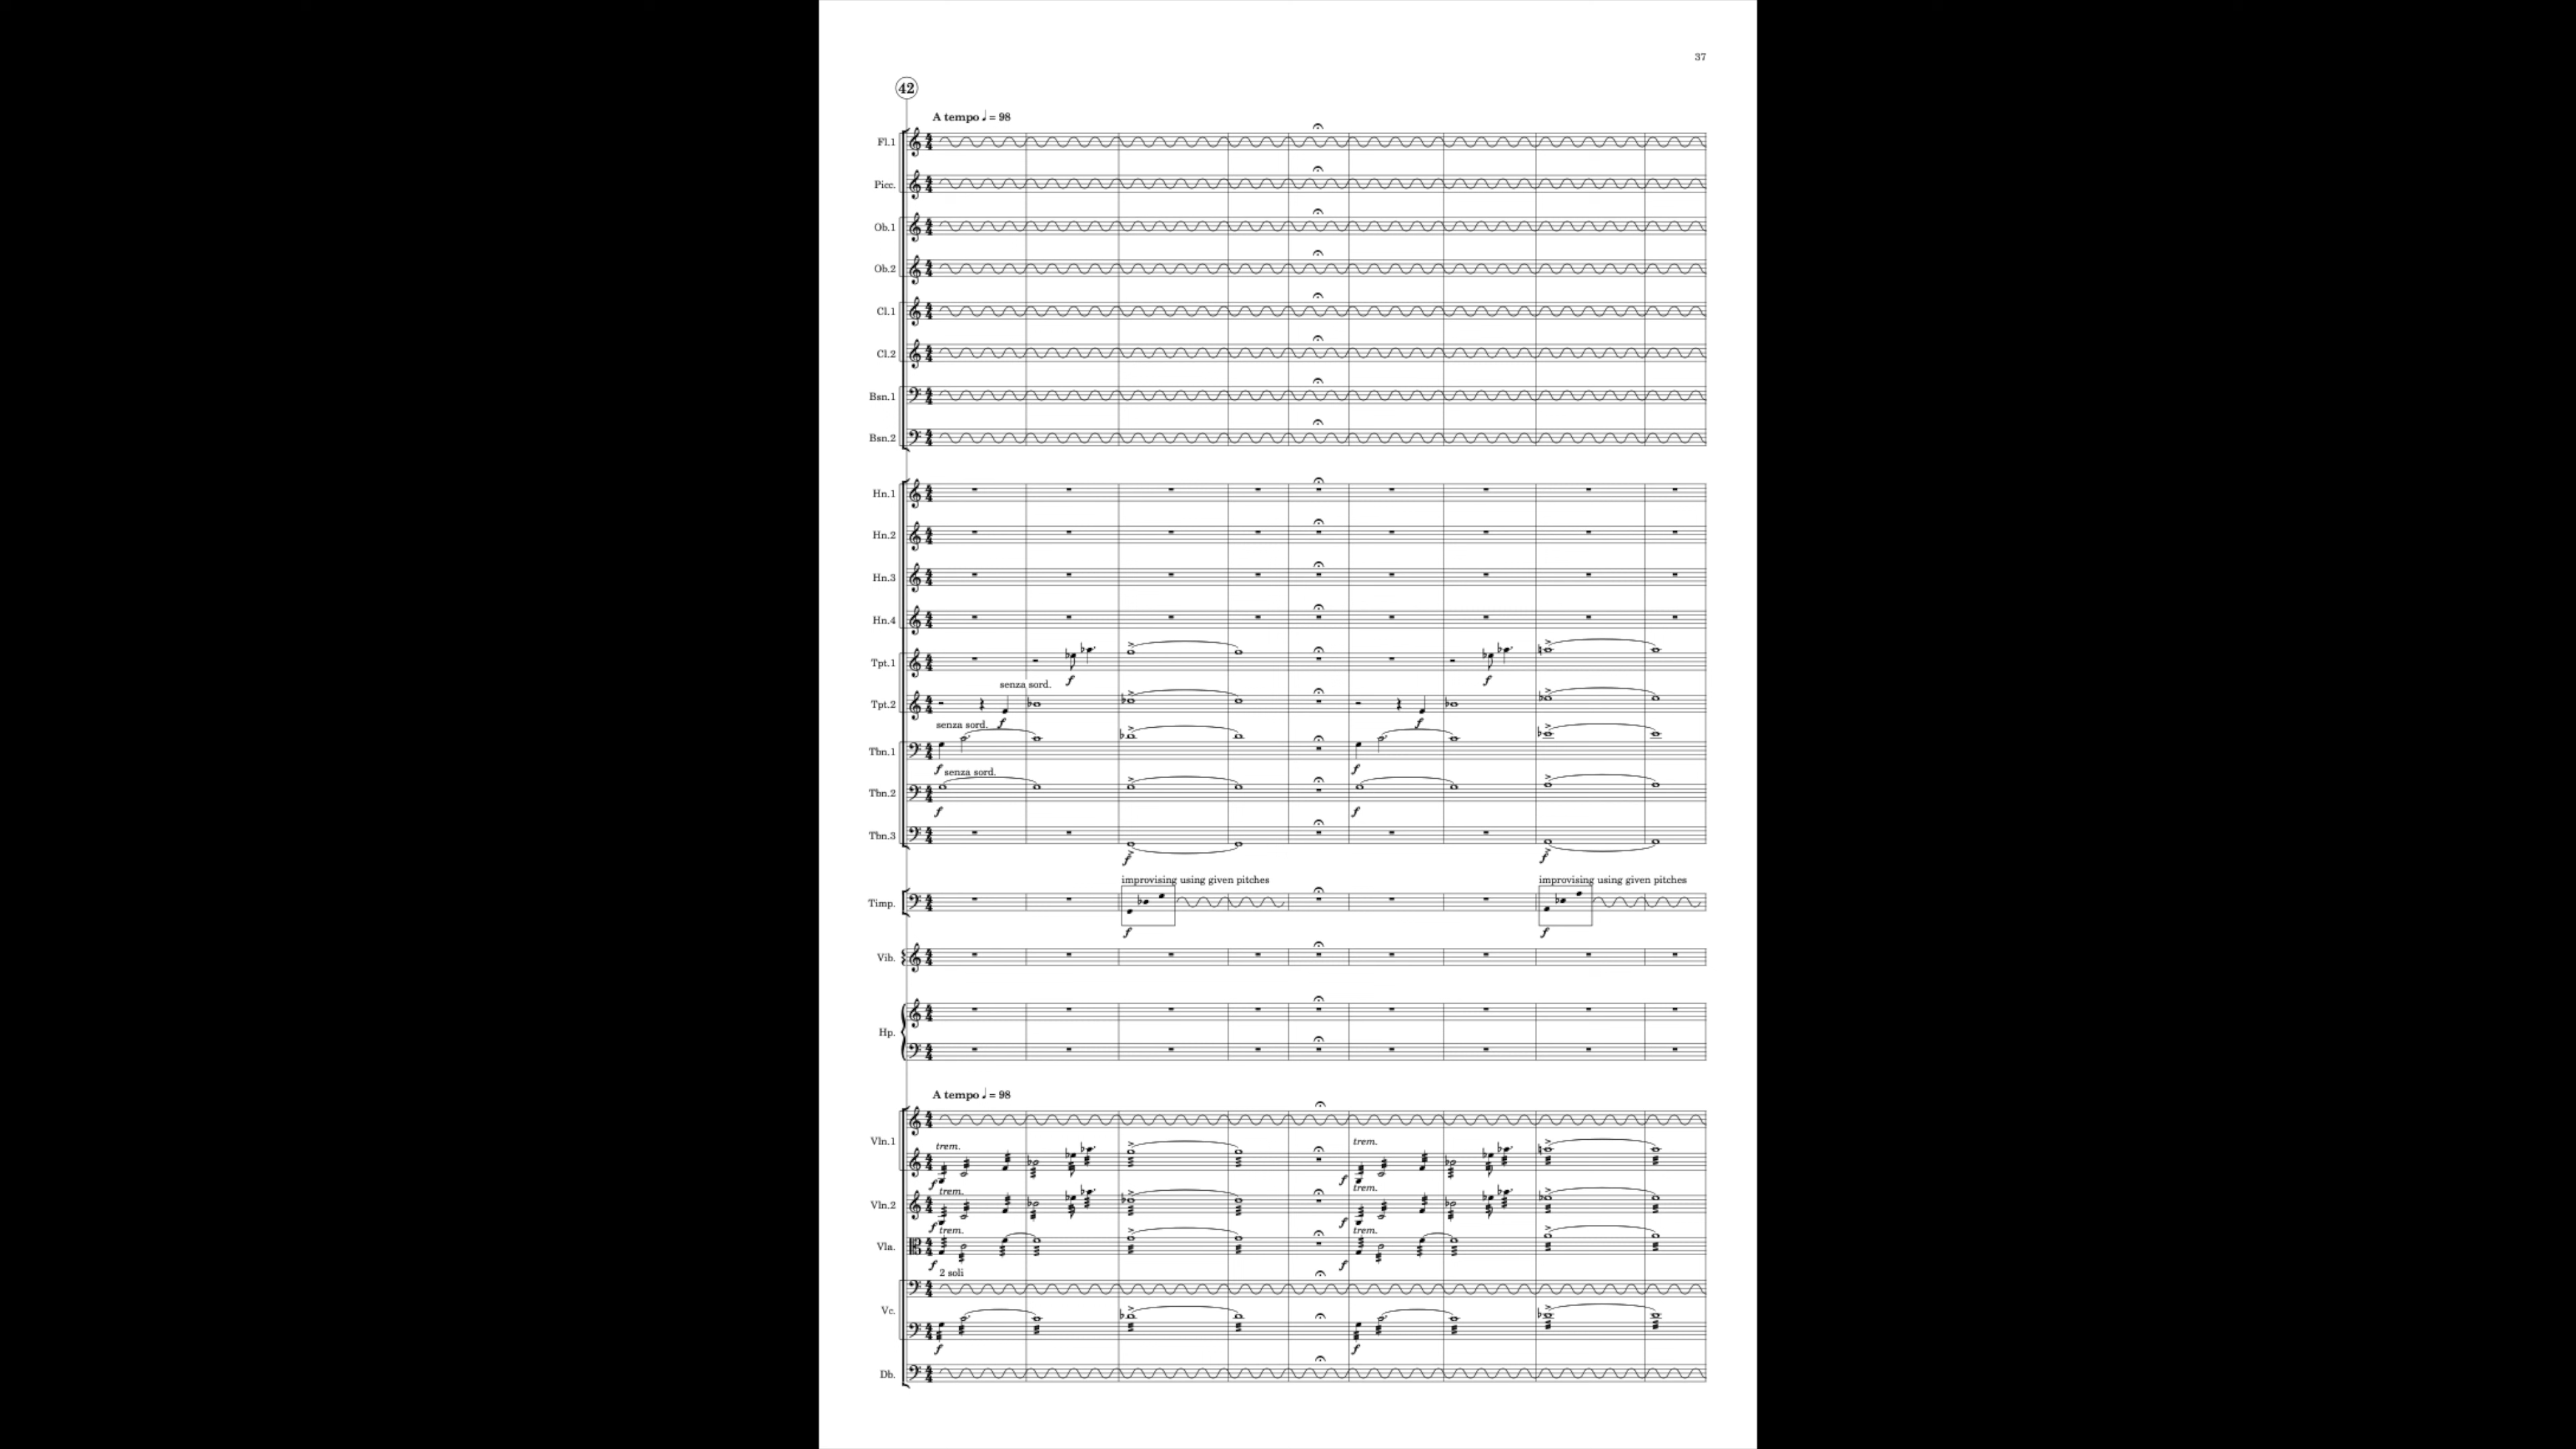 37
42
A tempo ♩ = 98
Fl.1
Picc.
Ob.1
Ob.2
Cl.1
Cl.2
Bsn.1
Bsn.2
Hn.1
Hn.2
Hn.3
Hn.4
Tpt.1
f f
senza sord.
Tpt.2
f f
senza sord.
Tbn.1
f f
senza sord.
Tbn.2
f f
Tbn.3
f f
improvising using given pitches improvising using given pitches
Timp.
f f
Vib.
Hp.
A tempo ♩ = 98
Vln.1
trem. trem.
f f
trem. trem.
Vln.2
f f
trem. trem.
Vla.
f f
2 soli
Vc.
f f
Db.